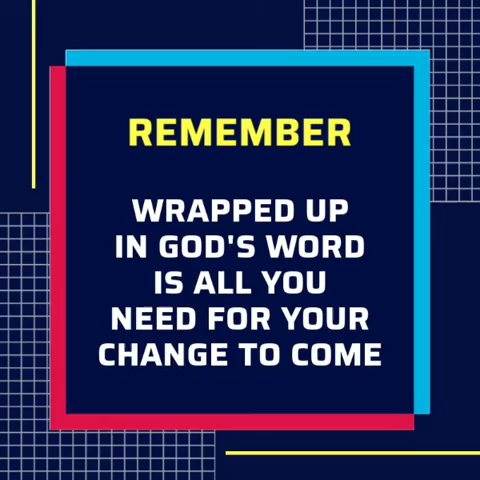 REMEMBER
WRAPPED UP
IN GOD'S WORD
IS ALL YOU
NEED FOR YOUR
CHANGE TO COME